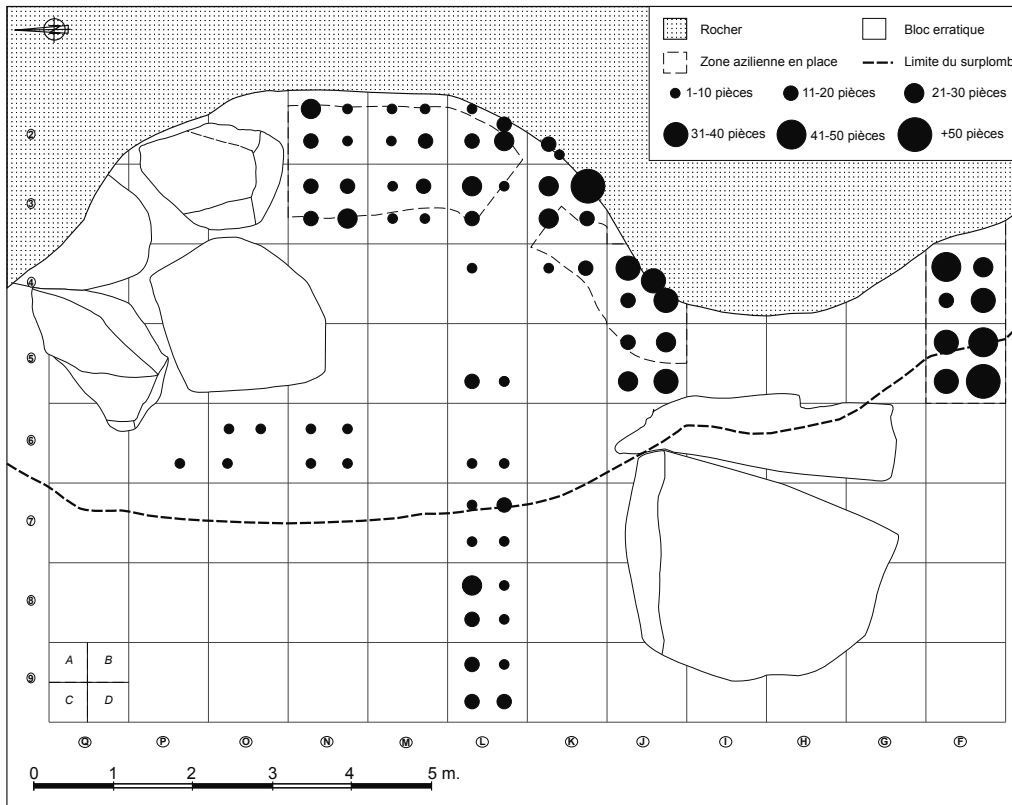 N
Rocher
Bloc erratique
Zone azilienne en place
Limite du surplomb
1-10 pièces
11-20 pièces
21-30 pièces
31-40 pièces
41-50 pièces
+50 pièces
2
3
4
5
6
7
8
9
A B
C D
Q P O N M L K J I H G F
0 1 2 3 4 5 m.